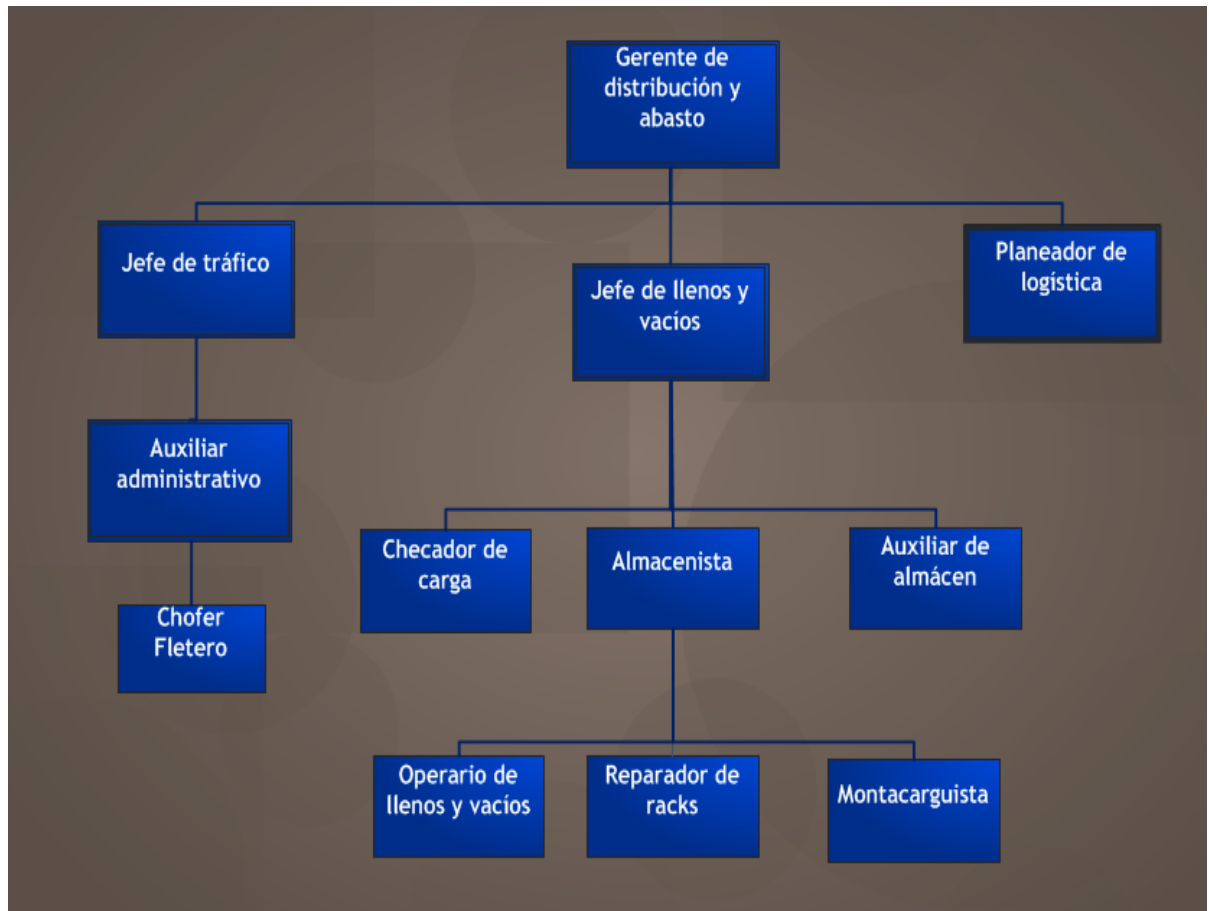 Gerente de
distribución y
abasto
Jefe de tráfico
Jefe de llenos y
vacíos
Planeador de
logística
Auxiliar
administrativo
Chofer
Fletero
Checador de
carga
Almacenista
Auxiliar de
almácen
Operario de
llenos y vacíos
Reparador de
racks
Montacarguista